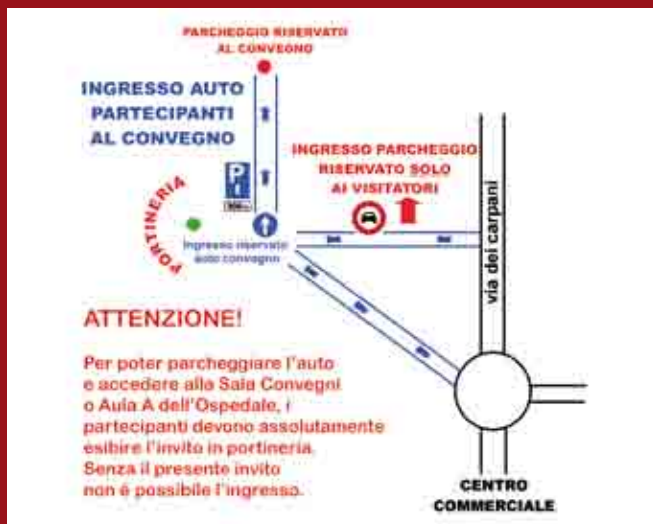 PARCHEGGIO RISERVATO
AL CONVEGNO
INGRESSO AUTO
PARTECIPANTI
AL CONVEGNO
INGRESSO PARCHEGGIO
RISERVATO SOLO
AI VISITATORI
P
PORTINERIA
Ingresso riservato
auto convegno
via dei carpani
ATTENZIONE!
Per poter parcheggiare l'auto
e accedere alla Sala Convegni
o Aula A dell'Ospedale, i
partecipanti devono assolutamente
esibire l'invito in portineria.
Senza il presente invito
non é possibile l'ingresso.
CENTRO
COMMERCIALE